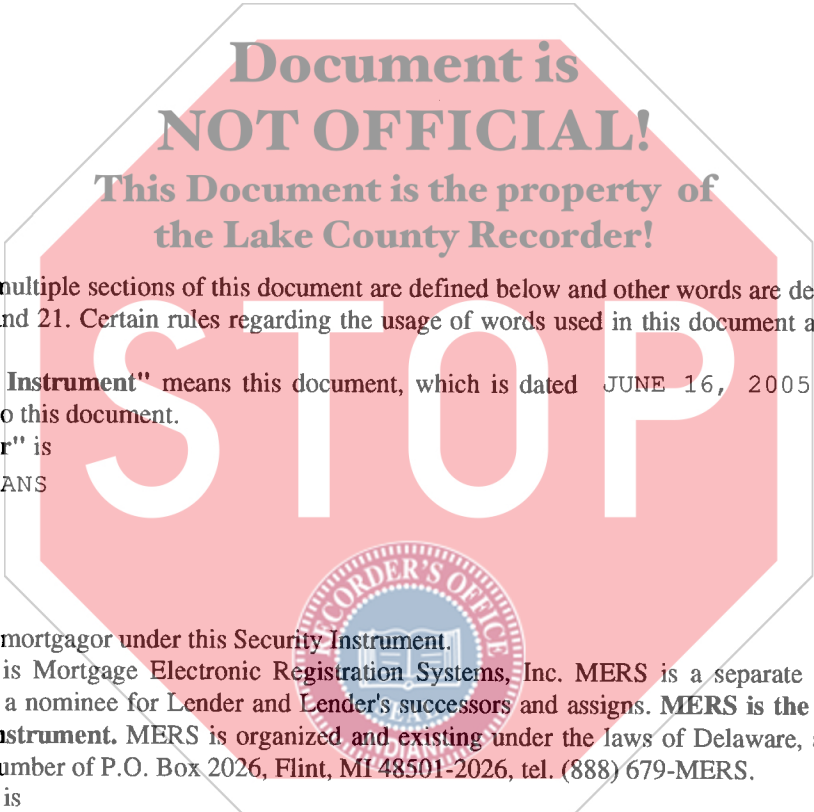 Document is
NOT OFFICIAL!
This Document is the property of
the Lake County Recorder!
multiple sections of this document are defined below and other words are de
nd 21. Certain rules regarding the usage of words used in this document a
Instrument" means this document, which is dated JUNE 16, 2005
o this document.
r" is
ANS
STOP
RECORDER'S OFFICE
mortgagor under this Security Instrument.
is Mortgage Electronic Registration Systems, Inc. MERS is a separate
a nominee for Lender and Lender's successors and assigns. MERS is the
nstrument. MERS is organized and existing under the laws of Delaware, a
umber of P.O. Box 2026, Flint, MI 48501-2026, tel. (888) 679-MERS.
is